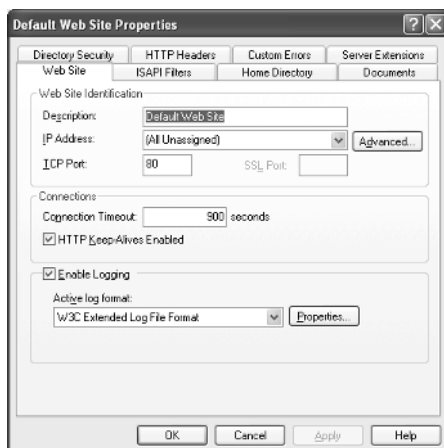 Default Web Site Properties
Directory Security HTTP Headers Custom Errors Server Extensions
Web Site ISAPI Filters Home Directory Documents
Web Site Identification
Description: Default Web Site
IP Address: (All Unassigned) Advanced...
TCP Port: 80 SSL Port:
Connections
Connection Timeout: 900 seconds
HTTP Keep-Alives Enabled
Enable Logging
Active log format:
W3C Extended Log File Format Properties...
OK Cancel Apply Help